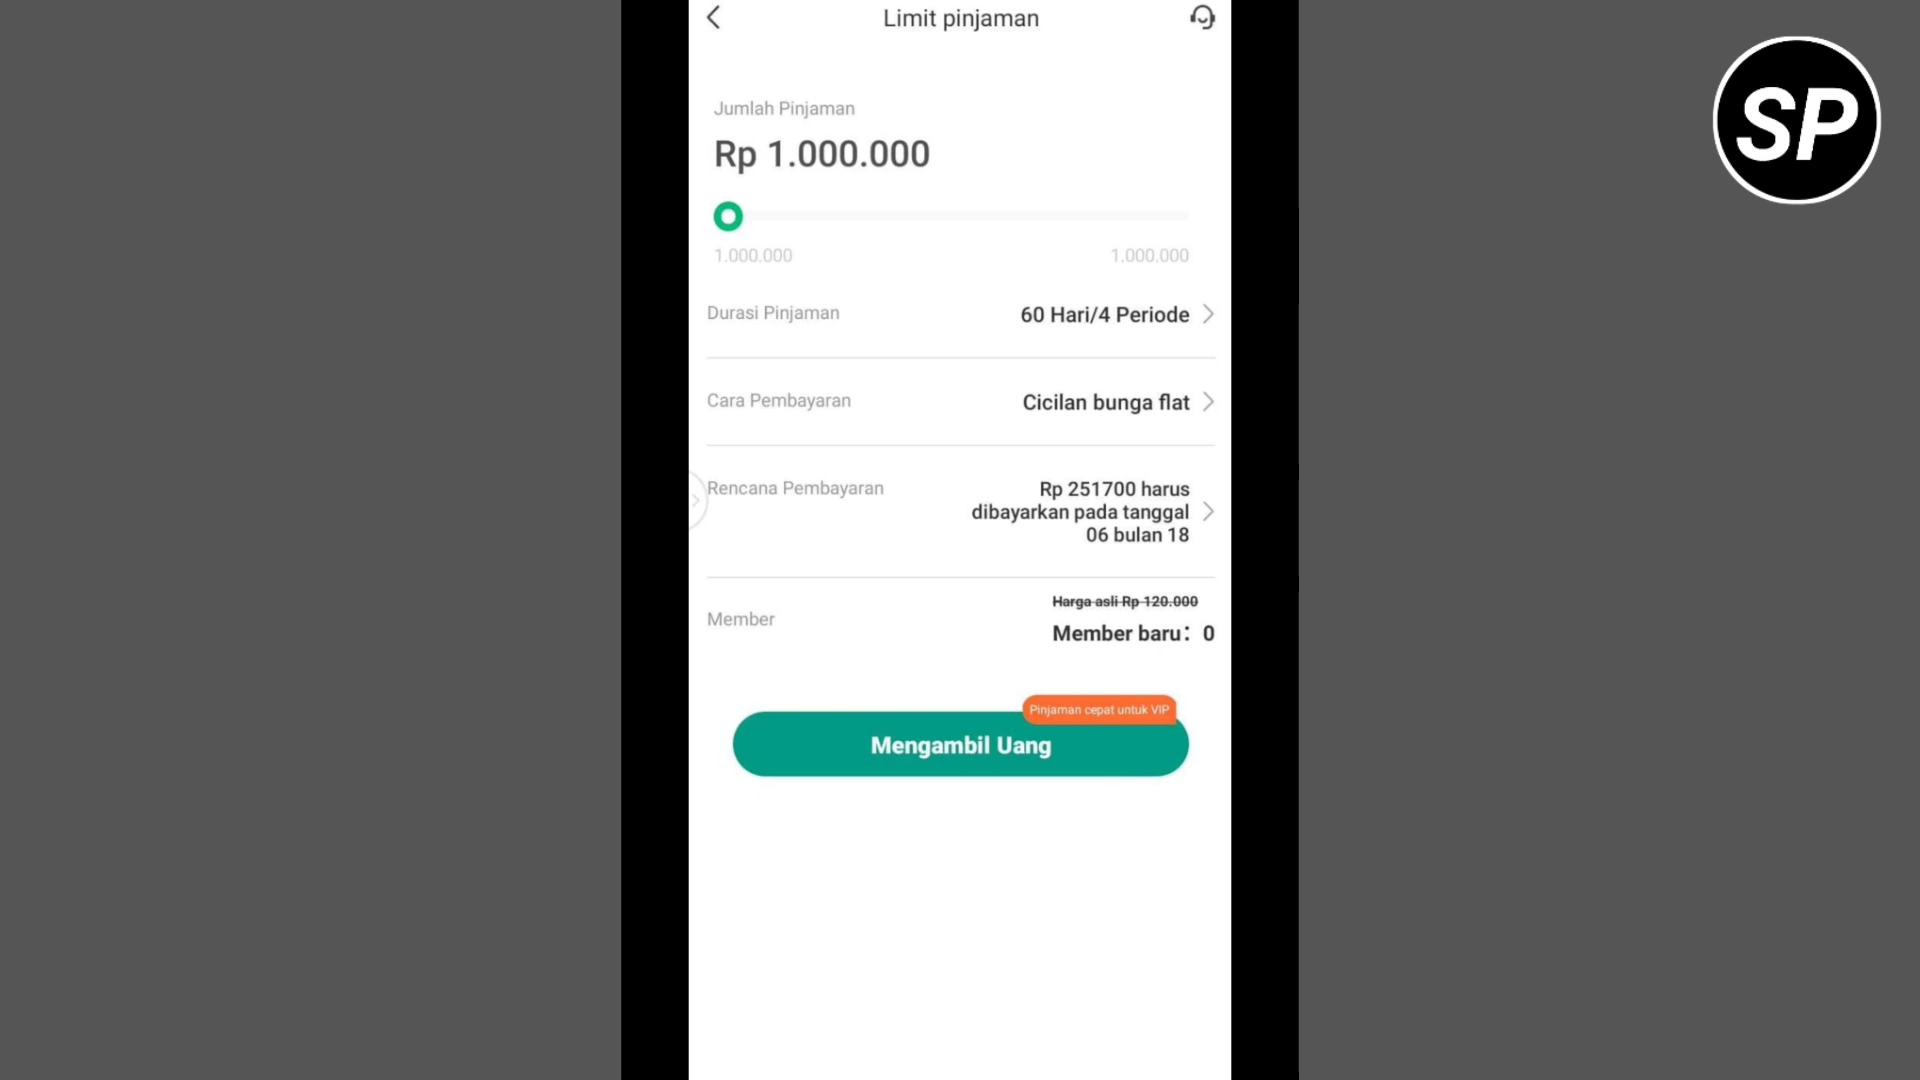 Limit pinjaman
SP
Jumlah Pinjaman
Rp 1.000.000
1.000.000 1.000.000
Durasi Pinjaman 60 Hari/4 Periode
Cara Pembayaran Cicilan bunga flat
Rencana Pembayaran Rp 251700 harus
dibayarkan pada tanggal
06 bulan 18
Harga asli Rp 120.000
Member
Member baru: 0
Pinjaman cepat untuk VIP
Mengambil Uang